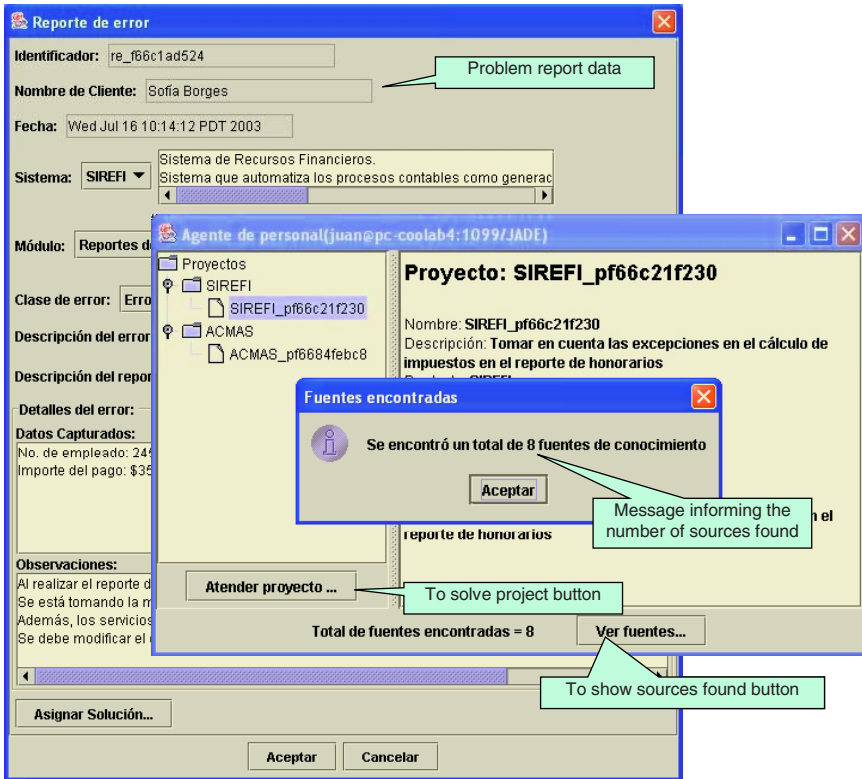 Reporte de error
Identificador: re_f66c1ad524
Problem report data
Nombre de Cliente: Sofía Borges
Fecha: Wed Jul 16 10:14:12 PDT 2003
Sistema: SIREFI
Sistema de Recursos Financieros.
Sistema que automatiza los procesos contables como generac
Módulo: Reportes d
Clase de error: Erro
Descripción del error
Descripción del repor
Detalles del error:
Datos Capturados:
No. de empleado: 245
Importe del pago: $35
Observaciones:
Al realizar el reporte d
Se está tomando la m
Además, los servicios
Se debe modificar el
Asignar Solución...
Aceptar
Cancelar
Agente de personal(juan@pc-coolab4:1099/JADE)
Proyectos
SIREFI
SIREFI_pf66c21f230
ACMAS
ACMAS_pf6684febc8
Atender proyecto ...
To solve project button
Proyecto: SIREFI_pf66c21f230
Nombre: SIREFI_pf66c21f230
Descripción: Tomar en cuenta las excepciones en el cálculo de
impuestos en el reporte de honorarios
Fuentes encontradas
Se encontró un total de 8 fuentes de conocimiento
Aceptar
Message informing the
number of sources found
n el
reporte de honorarios
Total de fuentes encontradas = 8
Ver fuentes...
To show sources found button